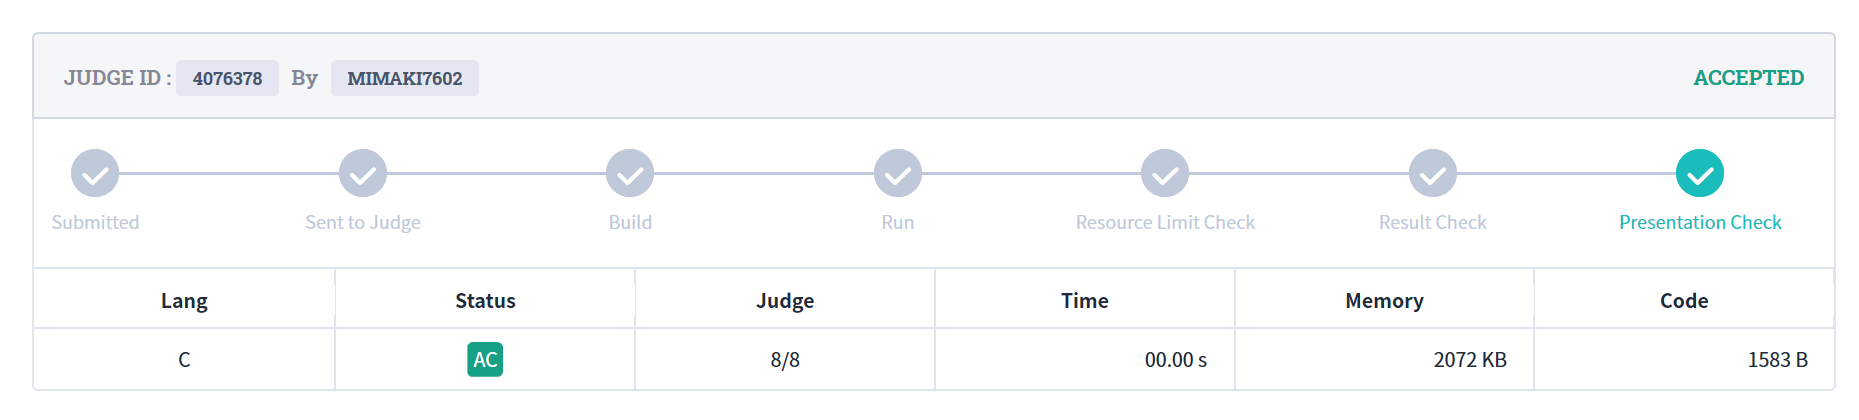 JUDGE ID : 4076378 By MIMAKI7602 ACCEPTED
Submitted Sent to Judge Build Run Resource Limit Check Result Check Presentation Check
Lang Status Judge Time Memory Code
C AC 8/8 00.00 s 2072 KB 1583 B